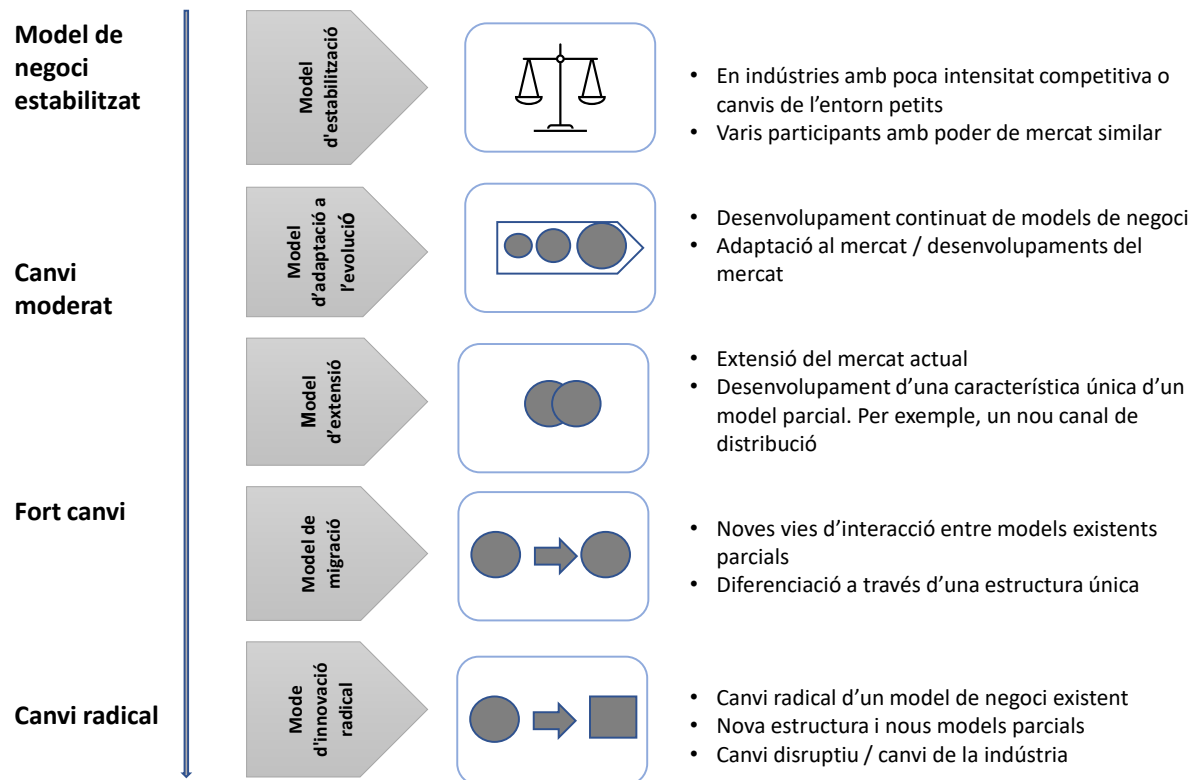 Model de
negoci
estabilitzat
Model
d'estabilització
• En indústries amb poca intensitat competitiva o
canvis de l’entorn petits
• Varis participants amb poder de mercat similar
Canvi
moderat
Model
d’adaptació a
l’evolució
• Desenvolupament continuat de models de negoci
• Adaptació al mercat / desenvolupaments del
mercat
Model
d’extensió
• Extensió del mercat actual
• Desenvolupament d’una característica única d’un
model parcial. Per exemple, un nou canal de
distribució
Fort canvi
Model de
migració
• Noves vies d’interacció entre models existents
parcials
• Diferenciació a través d’una estructura única
Canvi radical
Mode
d'innovació
radical
• Canvi radical d’un model de negoci existent
• Nova estructura i nous models parcials
• Canvi disruptiu / canvi de la indústria